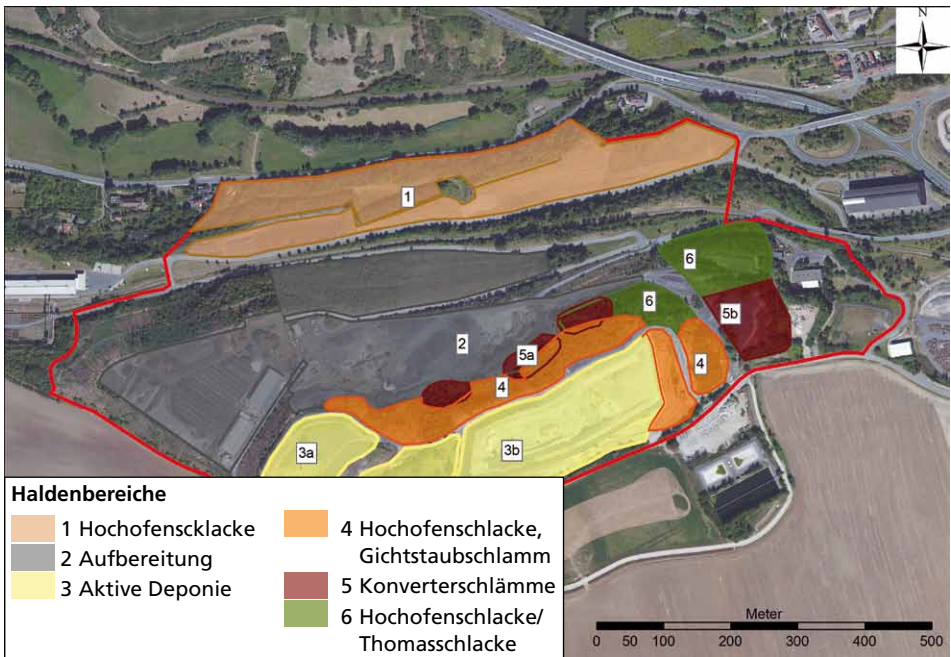 N
1
6
5b
6
2
5a
4
4
3a
3b
Haldenbereiche
1 Hochofenscklacke
2 Aufbereitung
3 Aktive Deponie
4 Hochofenschlacke,
Gichtstaubschlamm
5 Konverterschlämme
6 Hochofenschlacke/
Thomasschlacke
Meter
0 50 100 200 300 400 500